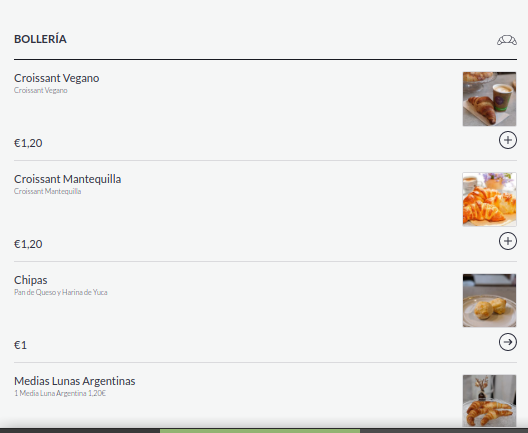 BOLLERÍA
Croissant Vegano
Croissant Vegano
€1,20
Croissant Mantequilla
Croissant Mantequilla
€1,20
Chipas
Pan de Queso y Harina de Yuca
€1
Medias Lunas Argentinas
1 Media Luna Argentina 1,20€